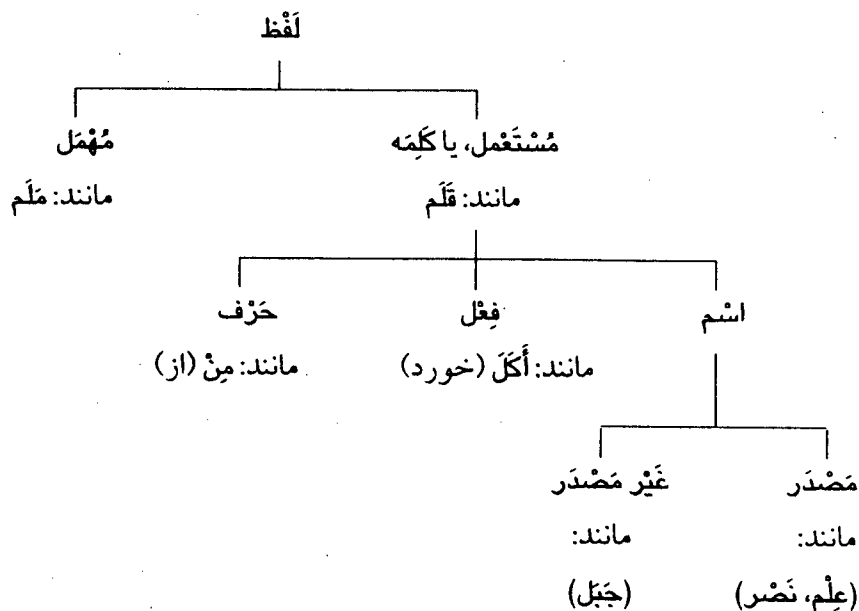 لَفْظ
مُسْتَعْمل، یا کَلِمَه
مُهْمَل
مانند: قَلَم
مانند: مَلَم
اسْم
فِعْل
حَرْف
مانند: أَکَلَ (خورد)
مانند: مِنْ (از)
مَصْدَر
غَیْر مَصْدَر
مانند:
مانند:
(عِلْم، نَصْر)
(جَبَل)